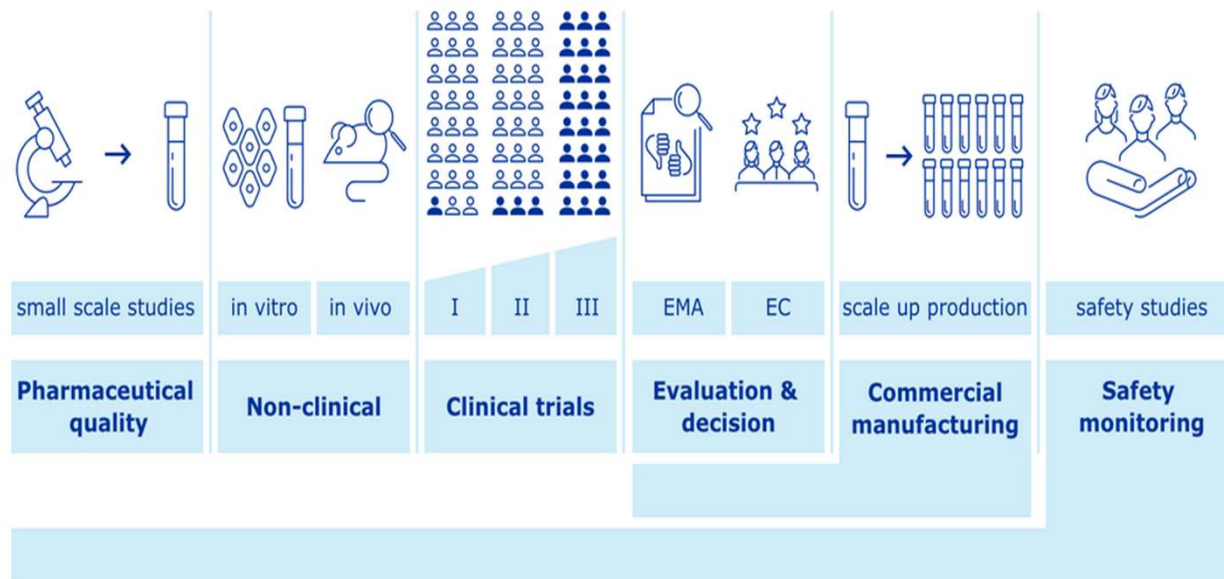 small scale studies
in vitro
in vivo
I
II
III
EMA
EC
scale up production
safety studies
Pharmaceutical
quality
Non-clinical
Clinical trials
Evaluation &
decision
Commercial
manufacturing
Safety
monitoring